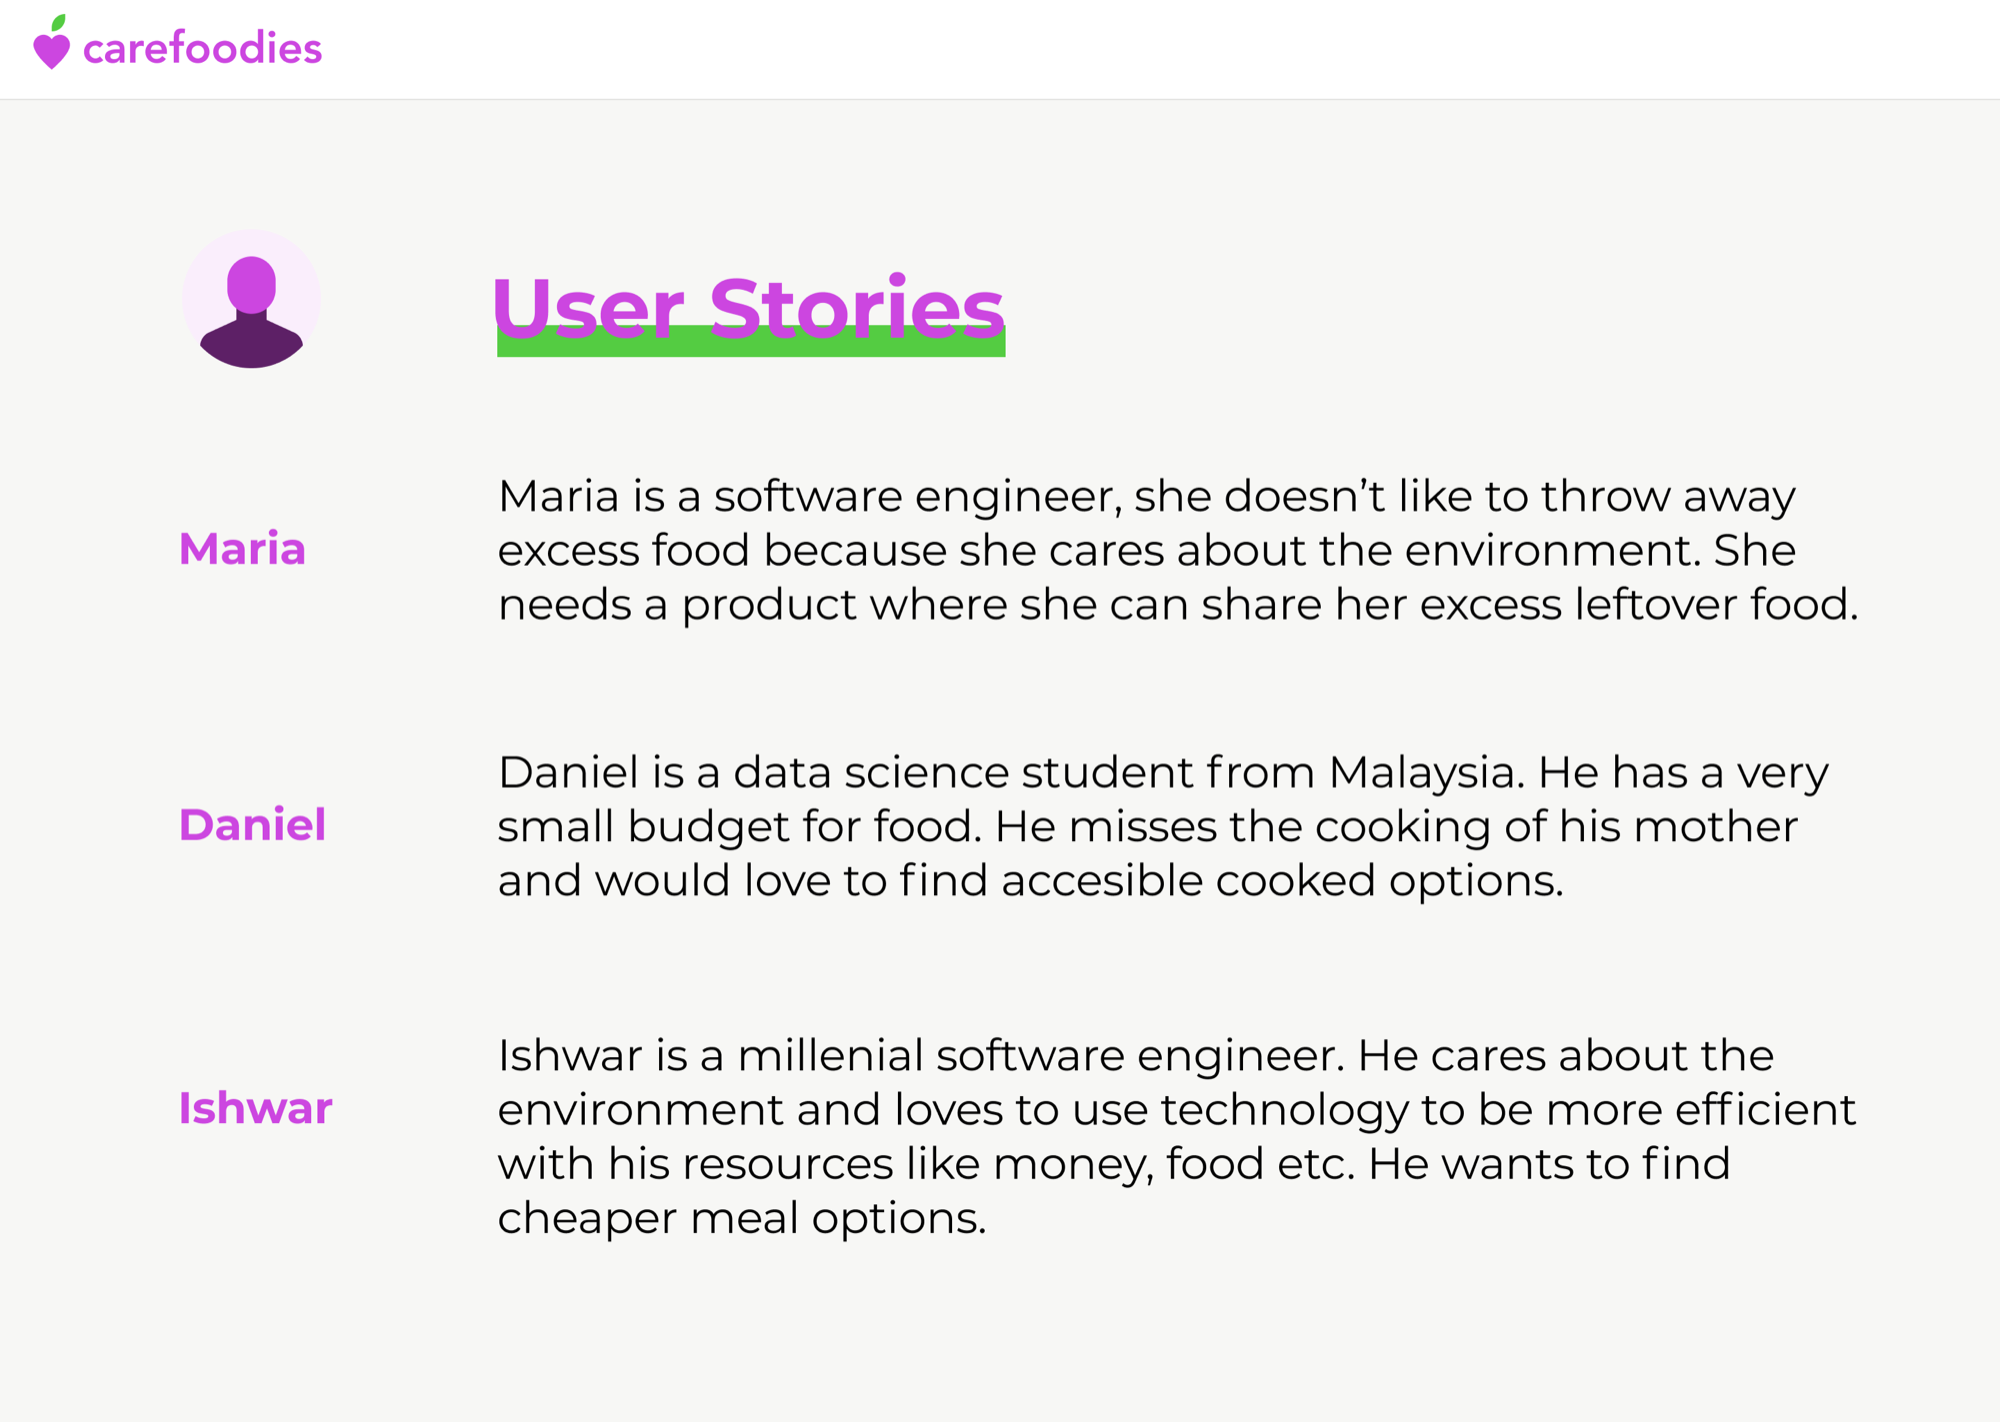 carefoodies
User Stories
Maria
Maria is a software engineer, she doesn’t like to throw away
excess food because she cares about the environment. She
needs a product where she can share her excess leftover food.
Daniel
Daniel is a data science student from Malaysia. He has a very
small budget for food. He misses the cooking of his mother
and would love to find accesible cooked options.
Ishwar
Ishwar is a millenial software engineer. He cares about the
environment and loves to use technology to be more efficient
with his resources like money, food etc. He wants to find
cheaper meal options.